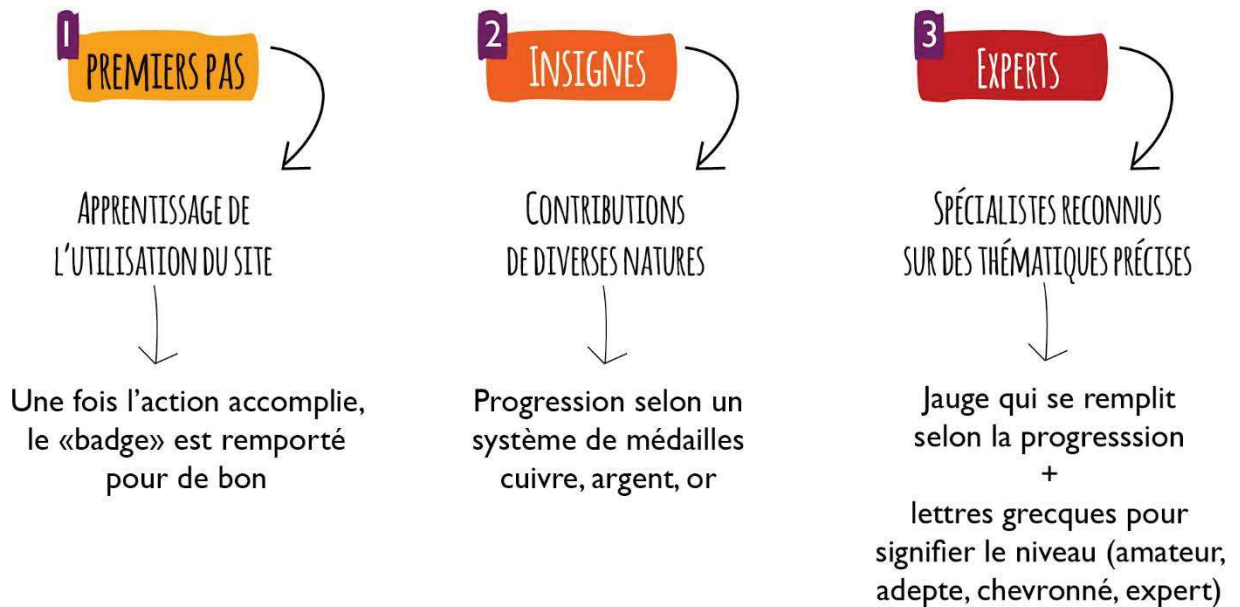 1
PREMIERS PAS
APPRENTISSAGE DE
L'UTILISATION DU SITE
Une fois l'action accomplie,
le «badge» est remporté
pour de bon
2
INSIGNES
CONTRIBUTIONS
DE DIVERSES NATURES
Progression selon un
système de médailles
cuivre, argent, or
3
EXPERTS
SPÉCIALISTES RECONNUS
SUR DES THÉMATIQUES PRÉCISES
Jauge qui se remplit
selon la progresssion
+
lettres grecques pour
signifier le niveau (amateur,
adepte, chevronné, expert)